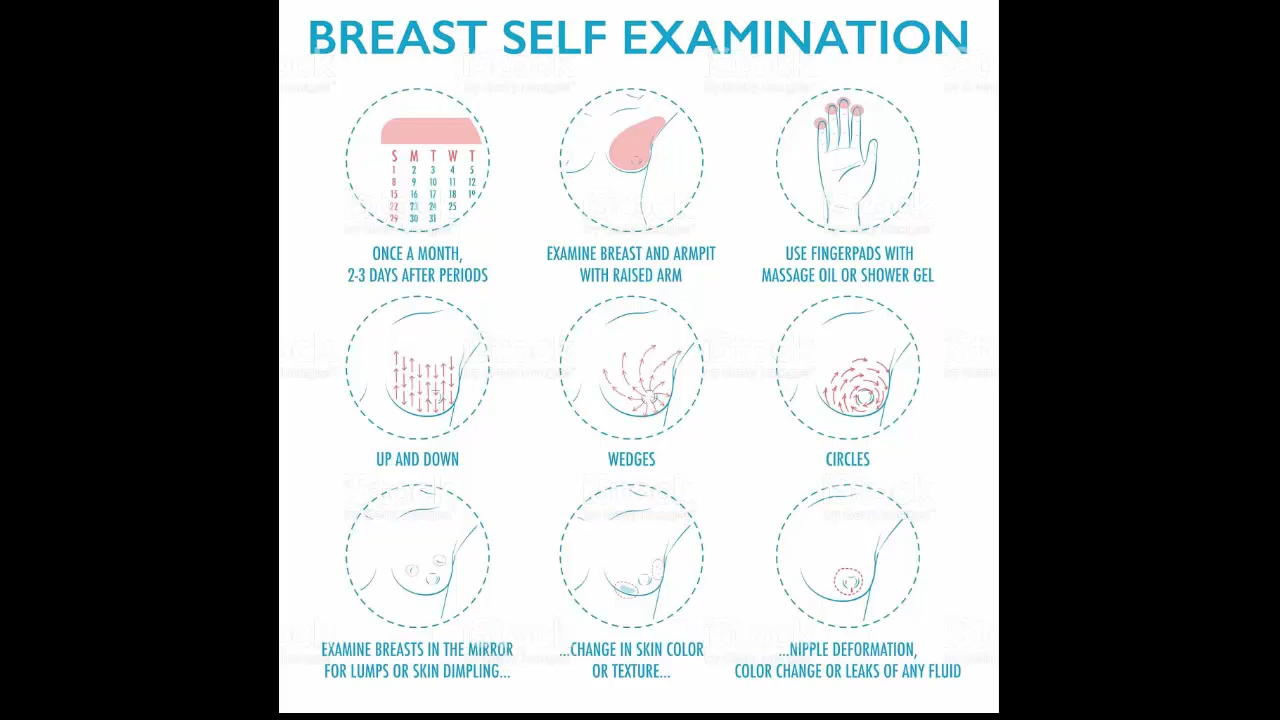 BREAST SELF EXAMINATION
S M T W T
1 2 3 4 5
8 9 10 11 12
15 16 17 18 19
22 23 24 25
29 30 31
ONCE A MONTH,
2-3 DAYS AFTER PERIODS
EXAMINE BREAST AND ARMPIT
WITH RAISED ARM
USE FINGERPADS WITH
MASSAGE OIL OR SHOWER GEL
UP AND DOWN
WEDGES
CIRCLES
EXAMINE BREASTS IN THE MIRROR
FOR LUMPS OR SKIN DIMPLING...
...CHANGE IN SKIN COLOR
OR TEXTURE...
...NIPPLE DEFORMATION,
COLOR CHANGE OR LEAKS OF ANY FLUID
iStock
by Getty Images™